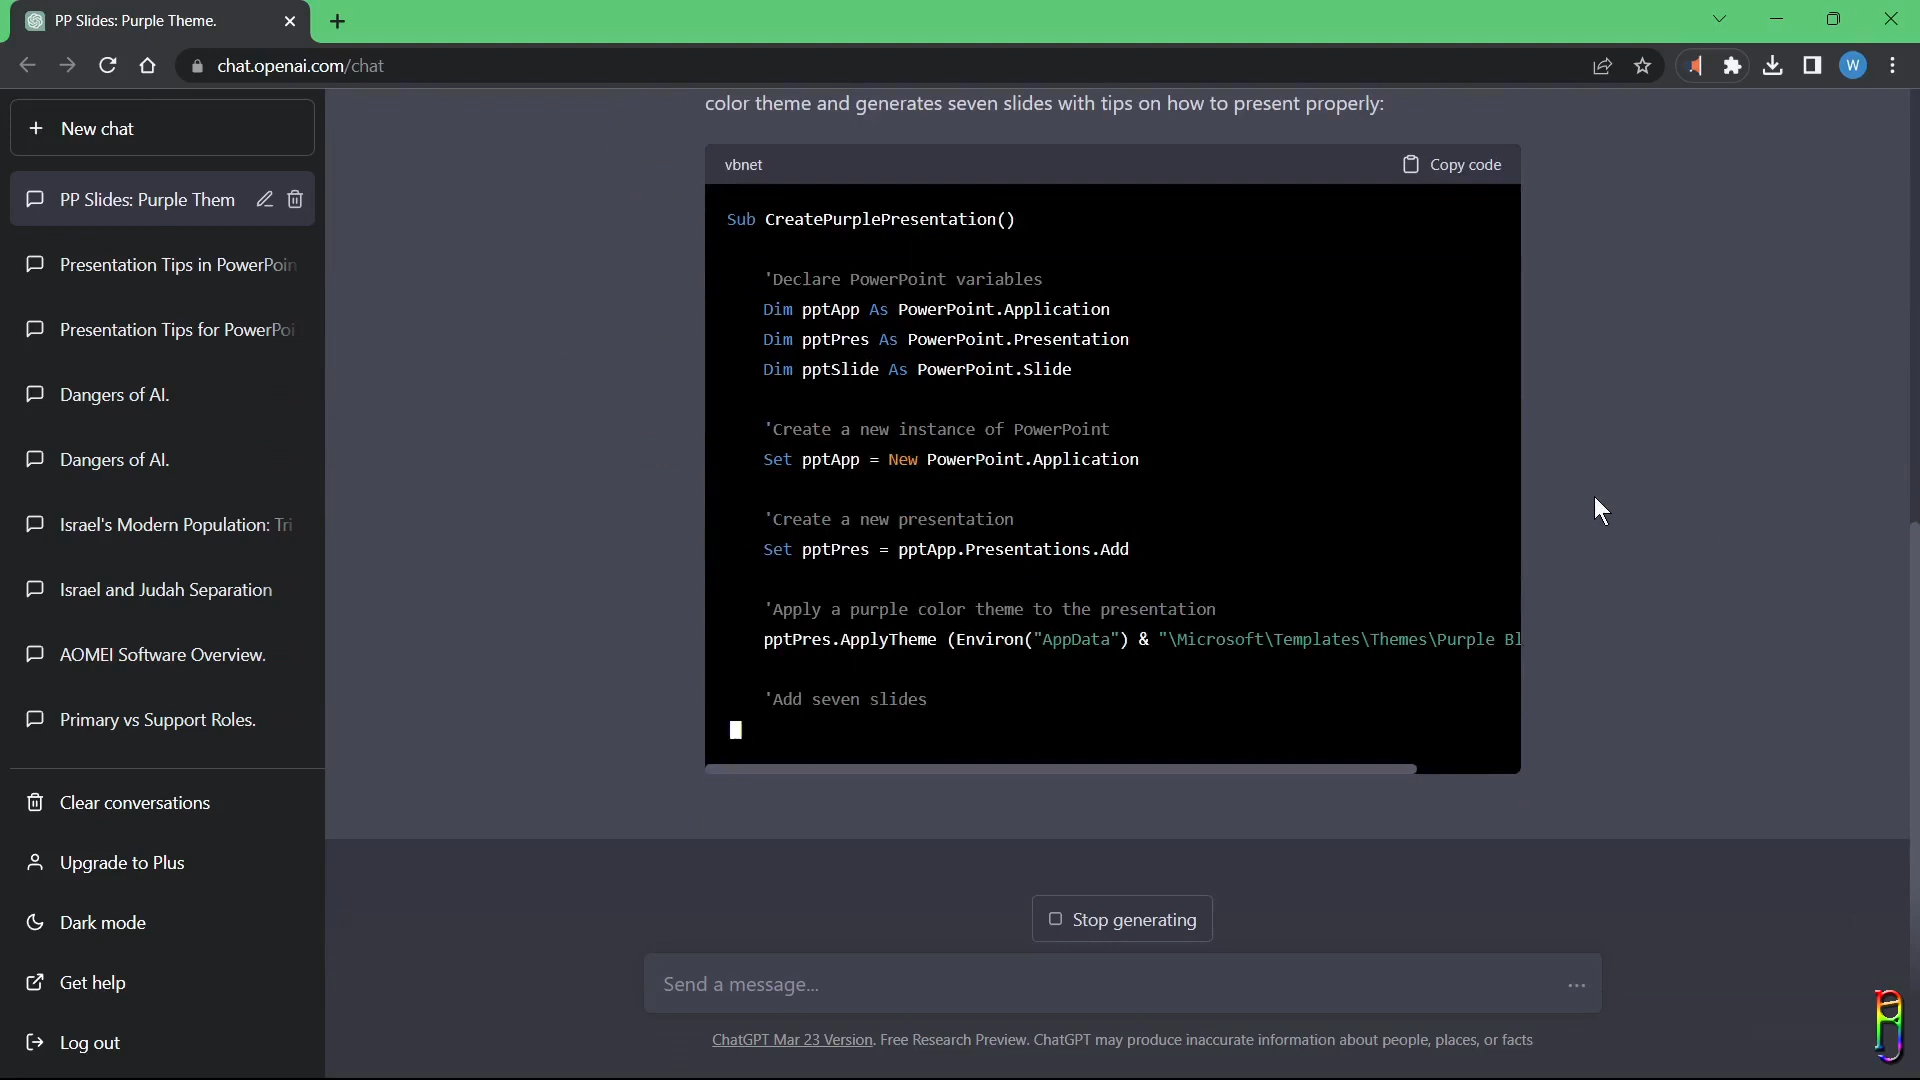 PP Slides: Purple Theme.
chat.openai.com/chat
W
New chat
PP Slides: Purple Them
Presentation Tips in PowerPoin
Presentation Tips for PowerPoi
Dangers of AI.
Dangers of AI.
Israel's Modern Population: Tri
Israel and Judah Separation
AOMEI Software Overview.
Primary vs Support Roles.
Clear conversations
Upgrade to Plus
Dark mode
Get help
Log out
color theme and generates seven slides with tips on how to present properly:
vbnet
Copy code
Sub CreatePurplePresentation()
'Declare PowerPoint variables
Dim pptApp As PowerPoint.Application
Dim pptPres As PowerPoint.Presentation
Dim pptSlide As PowerPoint.Slide
'Create a new instance of PowerPoint
Set pptApp = New PowerPoint.Application
'Create a new presentation
Set pptPres = pptApp.Presentations.Add
'Apply a purple color theme to the presentation
pptPres.ApplyTheme (Environ("AppData") & "\Microsoft\Templates\Themes\Purple Bl
'Add seven slides
Stop generating
Send a message...
ChatGPT Mar 23 Version. Free Research Preview. ChatGPT may produce inaccurate information about people, places, or facts